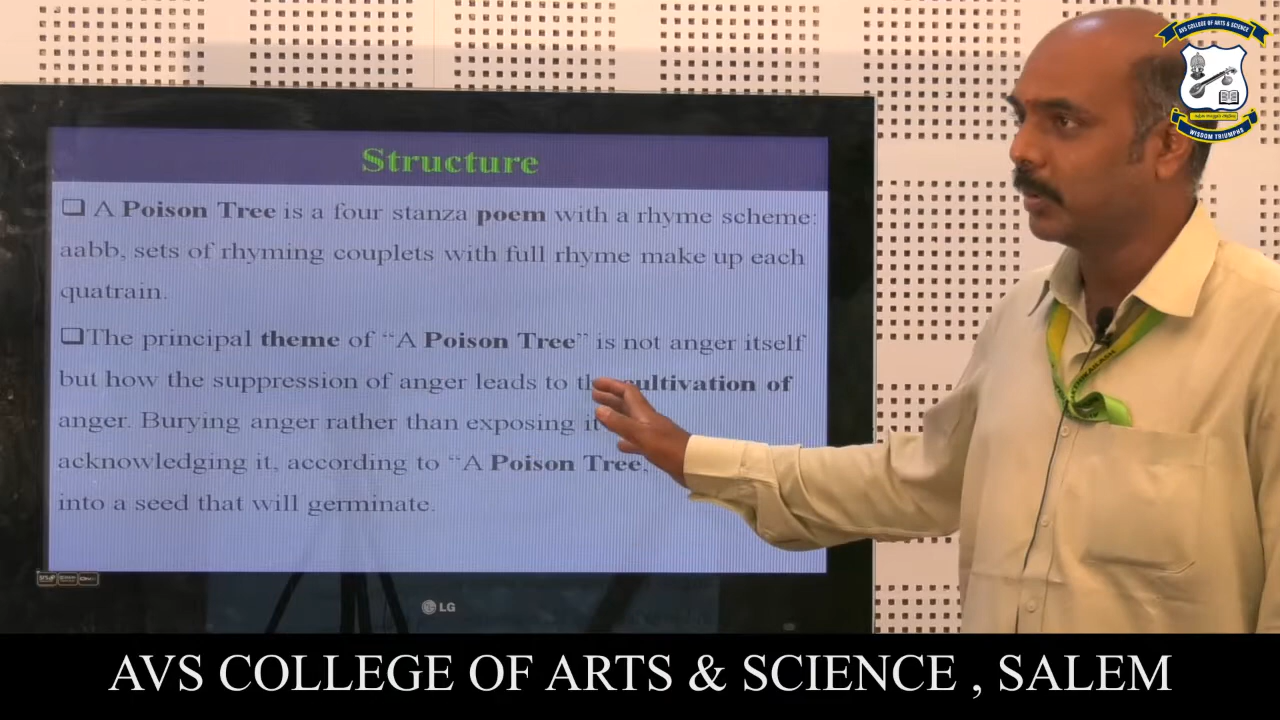 AVS COLLEGE OF ARTS & SCIENCE
WISDOM TRIUMPHS
Structure
A Poison Tree is a four stanza poem with a rhyme scheme:
aabb, sets of rhyming couplets with full rhyme make up each
quatrain.
The principal theme of “A Poison Tree” is not anger itself
but how the suppression of anger leads to the cultivation of
anger. Burying anger rather than exposing it
acknowledging it, according to “A Poison Tree,
into a seed that will germinate.
LG
AVS COLLEGE OF ARTS & SCIENCE , SALEM